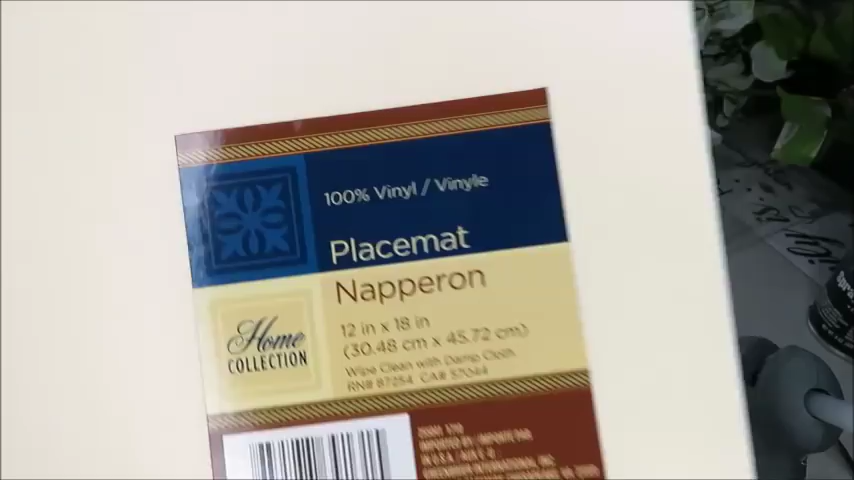 100% Vinyl / Vinyle
Placemat
Napperon
12 in x 18 in
(30.48 cm x 45.72 cm)
Wipe Clean with Damp Cloth
RN# 87254 CA# 57044
Home
COLLECTION